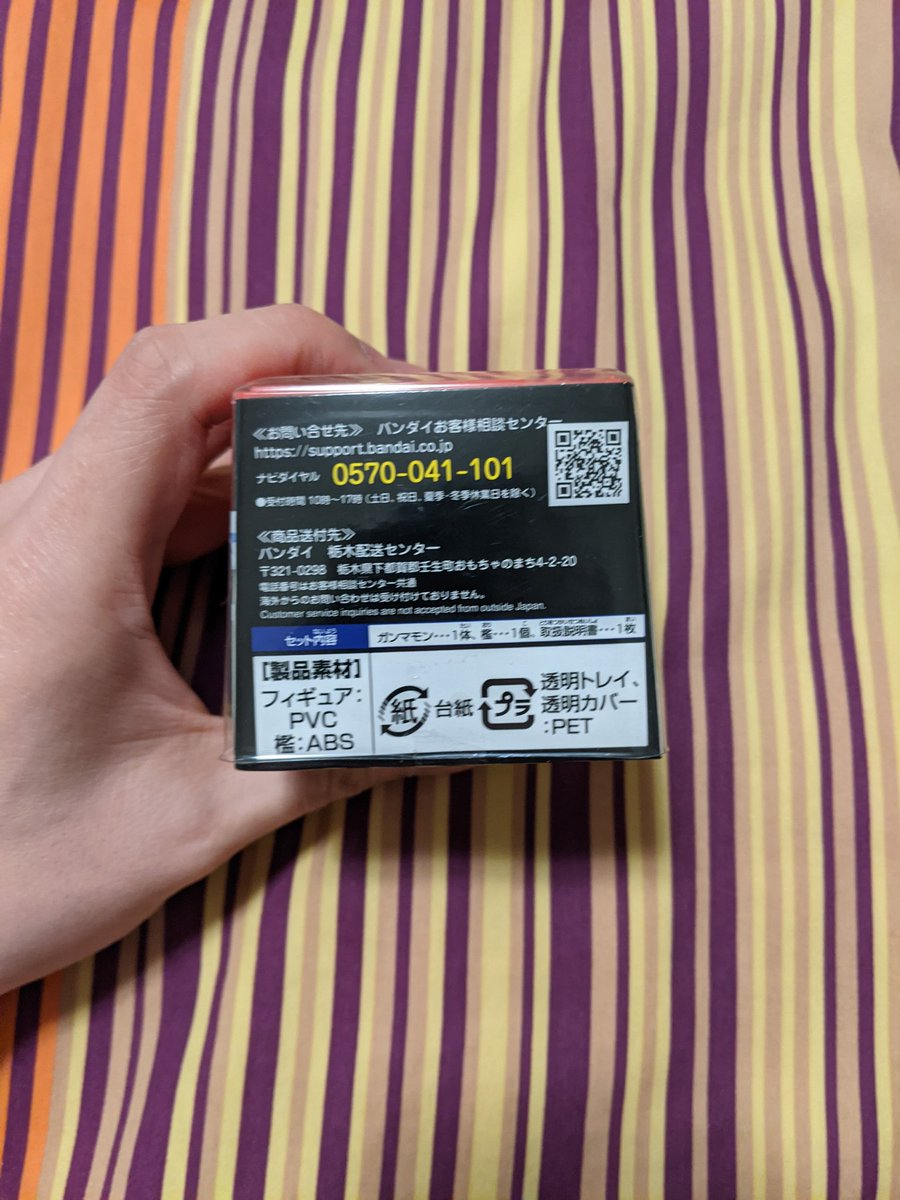 ≪お問い合せ先≫ バンダイお客様相談センター
https://support.bandai.co.jp
ナビダイヤル 0570-041-101
●受付時間 10時〜17時（土日、祝日、夏季・冬季休業日を除く）
≪商品送付先≫
バンダイ 栃木配送センター
〒321-0298 栃木県下都賀郡壬生町おもちゃのまち4-2-20
電話番号はお客様相談センター共通
海外からのお問い合わせは受け付けておりません。
Customer service inquiries are not accepted from outside Japan.
セット内容 ガンマモン･･･1体、檻･･･1個、取扱説明書･･･1枚
【製品素材】
フィギュア：
PVC
檻：ABS
紙 台紙
プラ 透明トレイ、
透明カバー
：PET